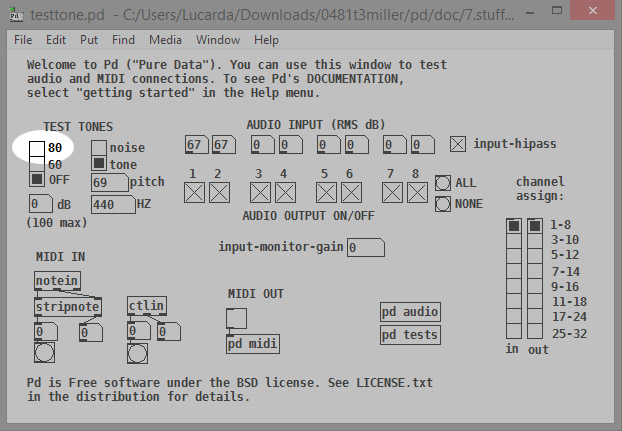 testtone.pd - C:/Users/Lucarda/Downloads/0481t3miller/pd/doc/7.stuff...
File Edit Put Find Media Window Help
Welcome to Pd ("Pure Data"). You can use this window to test
audio and MIDI connections. To see Pd's DOCUMENTATION,
select "getting started" in the Help menu.
TEST TONES
80
60
OFF
0 dB
(100 max)
noise
tone
69 pitch
440 HZ
AUDIO INPUT (RMS dB)
67 67 0 0 0 0 0 0 input-hipass
1 2 3 4 5 6 7 8
ALL
NONE
AUDIO OUTPUT ON/OFF
input-monitor-gain 0
channel
assign:
1-8
3-10
5-12
7-14
9-16
11-18
17-24
25-32
in out
MIDI IN
notein
stripnote
0 0
ctlin
0 0
MIDI OUT
pd midi
pd audio
pd tests
Pd is Free software under the BSD license. See LICENSE.txt
in the distribution for details.